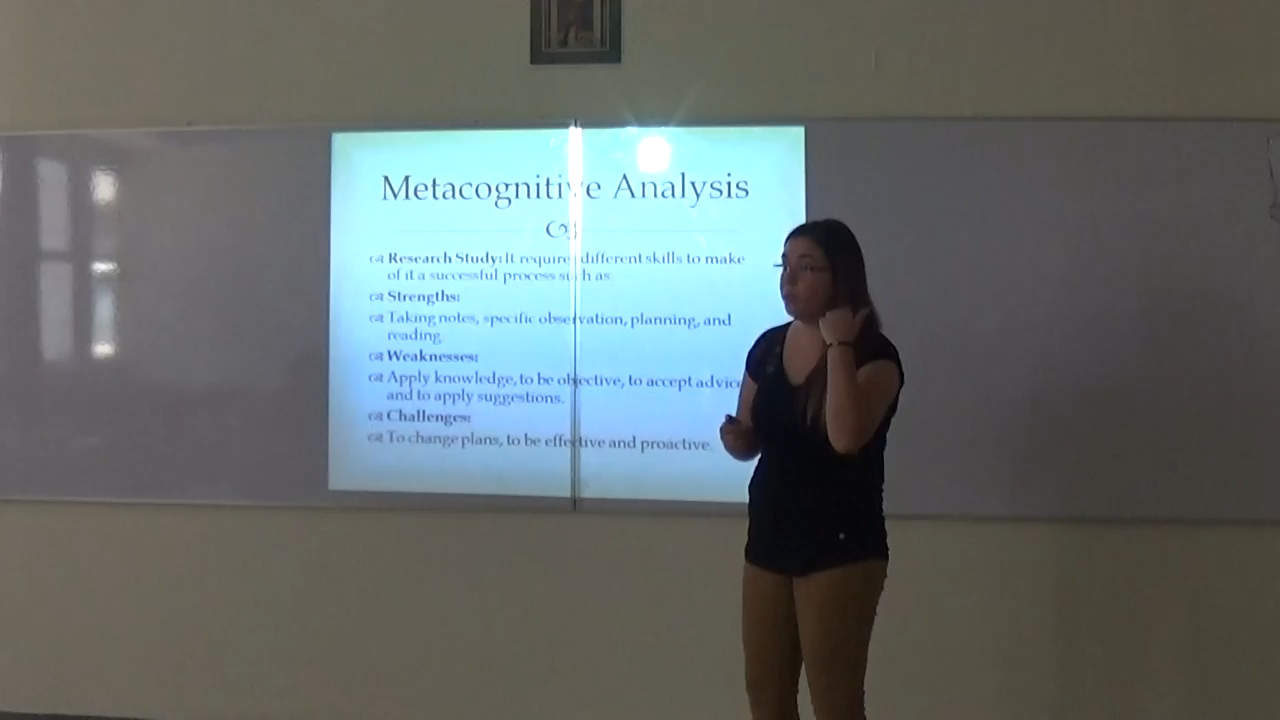 Metacognitive Analysis
Research Study: It requires different skills to make
of it a successful process such as:
Strengths:
Taking notes, specific observation, planning, and
reading.
Weaknesses:
Apply knowledge, to be objective, to accept advice
and to apply suggestions.
Challenges:
To change plans, to be effective and proactive.